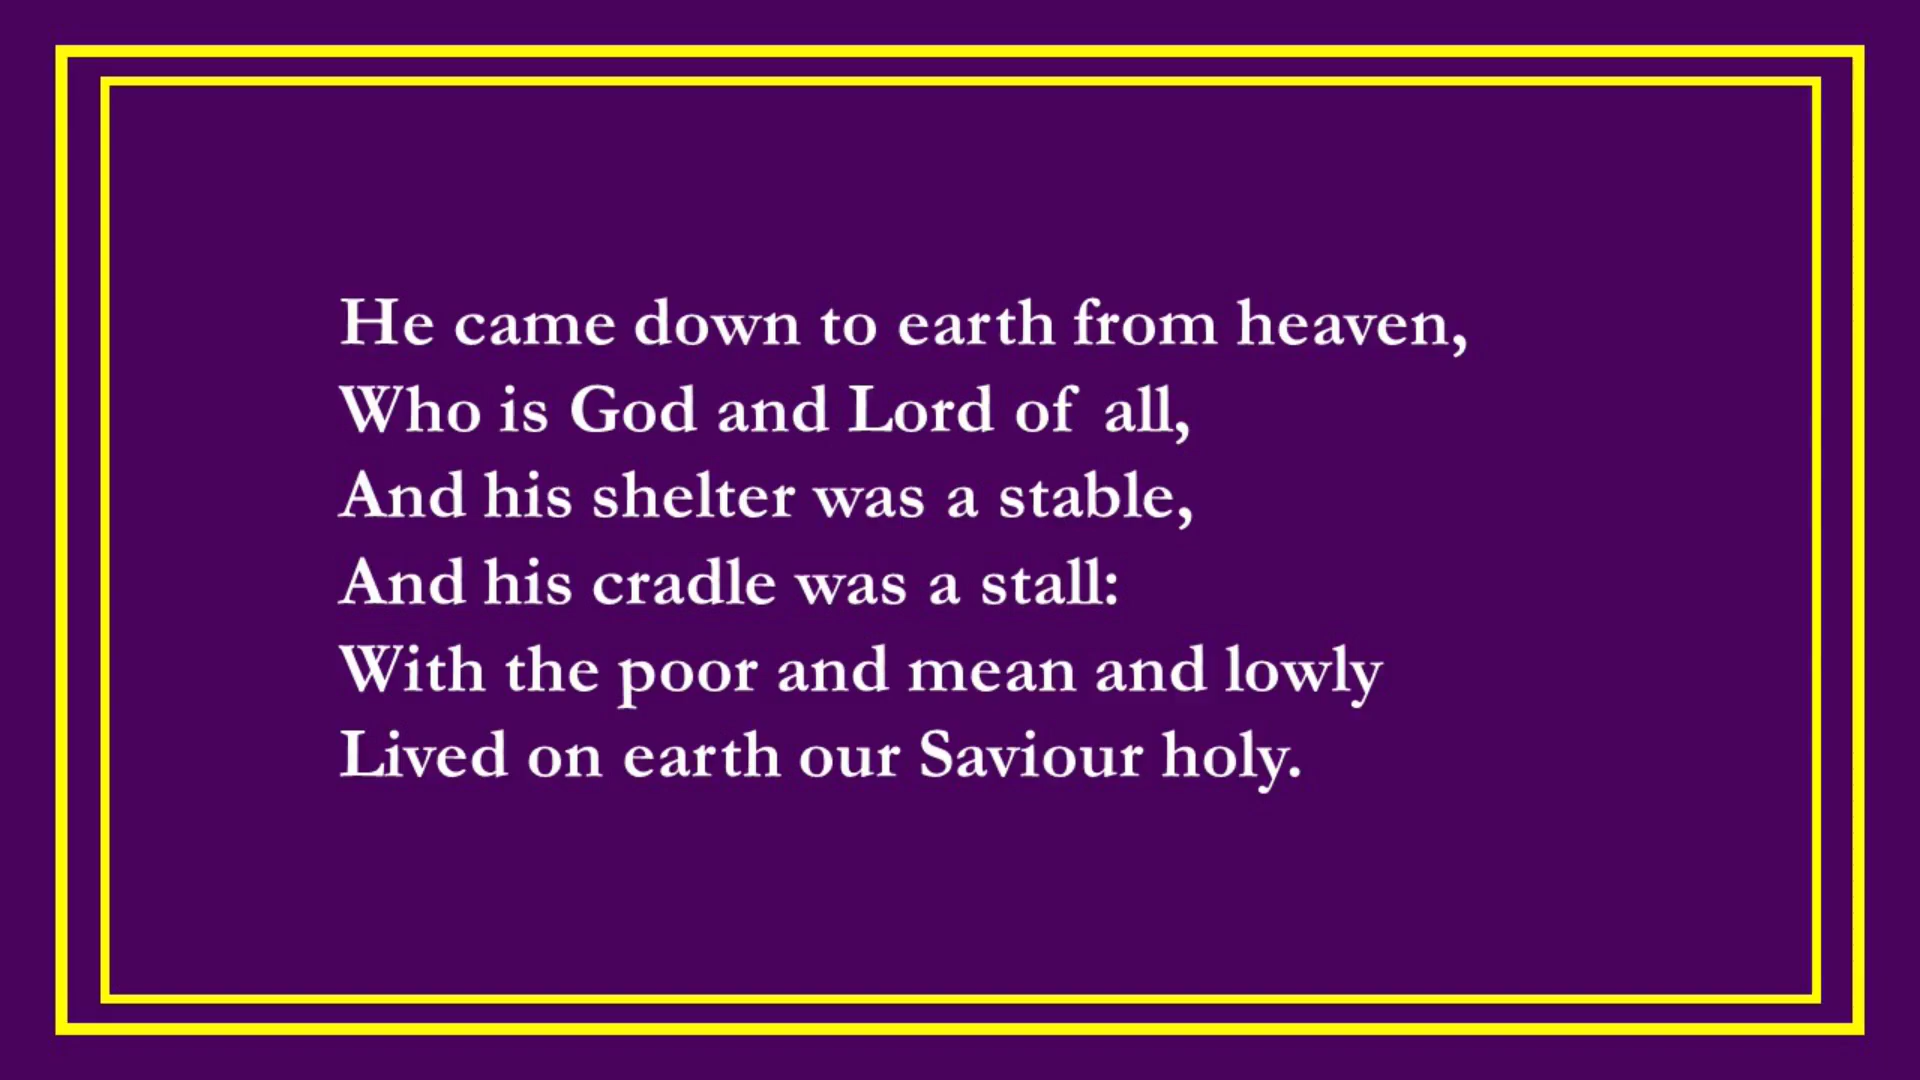 He came down to earth from heaven,
Who is God and Lord of all,
And his shelter was a stable,
And his cradle was a stall:
With the poor and mean and lowly
Lived on earth our Saviour holy.